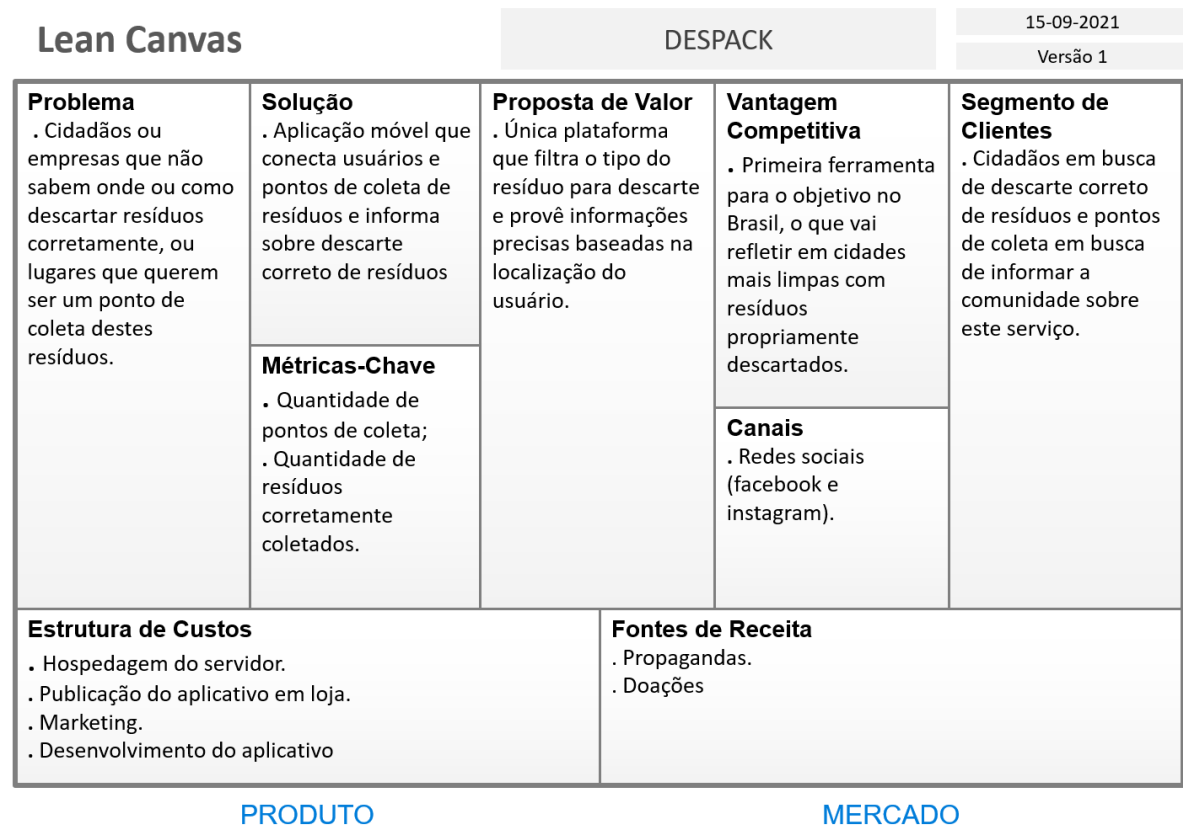 Lean Canvas
DESPACK
15-09-2021
Versão 1
Problema
. Cidadãos ou
empresas que não
sabem onde ou como
descartar resíduos
corretamente, ou
lugares que querem
ser um ponto de
coleta destes
resíduos.
Solução
. Aplicação móvel que
conecta usuários e
pontos de coleta de
resíduos e informa
sobre descarte
correto de resíduos
Métricas-Chave
. Quantidade de
pontos de coleta;
. Quantidade de
resíduos
corretamente
coletados.
Proposta de Valor
. Única plataforma
que filtra o tipo do
resíduo para descarte
e provê informações
precisas baseadas na
localização do
usuário.
Vantagem
Competitiva
. Primeira ferramenta
para o objetivo no
Brasil, o que vai
refletir em cidades
mais limpas com
resíduos
propriamente
descartados.
Canais
. Redes sociais
(facebook e
instagram).
Segmento de
Clientes
. Cidadãos em busca
de descarte correto
de resíduos e pontos
de coleta em busca
de informar a
comunidade sobre
este serviço.
Estrutura de Custos
. Hospedagem do servidor.
. Publicação do aplicativo em loja.
. Marketing.
. Desenvolvimento do aplicativo
Fontes de Receita
. Propagandas.
. Doações
PRODUTO
MERCADO